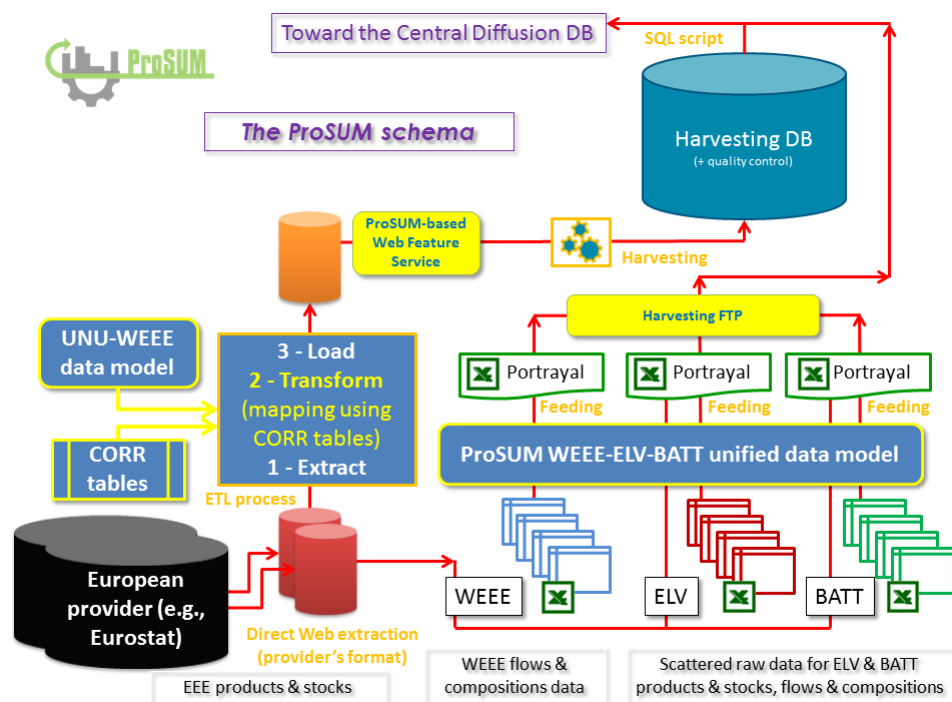 Toward the Central Diffusion DB
SQL script
ProSUM
The ProSUM schema
Harvesting DB
(+ quality control)
ProSUM-based
Web Feature
Service
Harvesting
Harvesting FTP
UNU-WEEE
data model
3 - Load
2 - Transform
(mapping using
CORR tables)
1 - Extract
Portrayal
Portrayal
Portrayal
Feeding
Feeding
Feeding
CORR
tables
ProSUM WEEE-ELV-BATT unified data model
ETL process
European
provider (e.g.,
Eurostat)
WEEE
ELV
BATT
Direct Web extraction
(provider's format)
EEE products & stocks
WEEE flows &
compositions data
Scattered raw data for ELV & BATT
products & stocks, flows & compositions